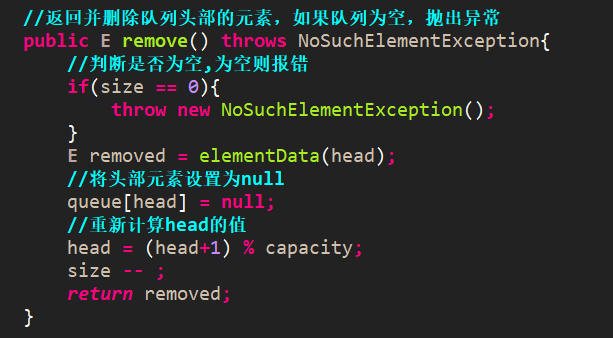 //返回并删除队列头部的元素，如果队列为空，抛出异常
public E remove() throws NoSuchElementException{
//判断是否为空,为空则报错
if(size == 0){
throw new NoSuchElementException();
}
E removed = elementData(head);
//将头部元素设置为null
queue[head] = null;
//重新计算head的值
head = (head+1) % capacity;
size -- ;
return removed;
}